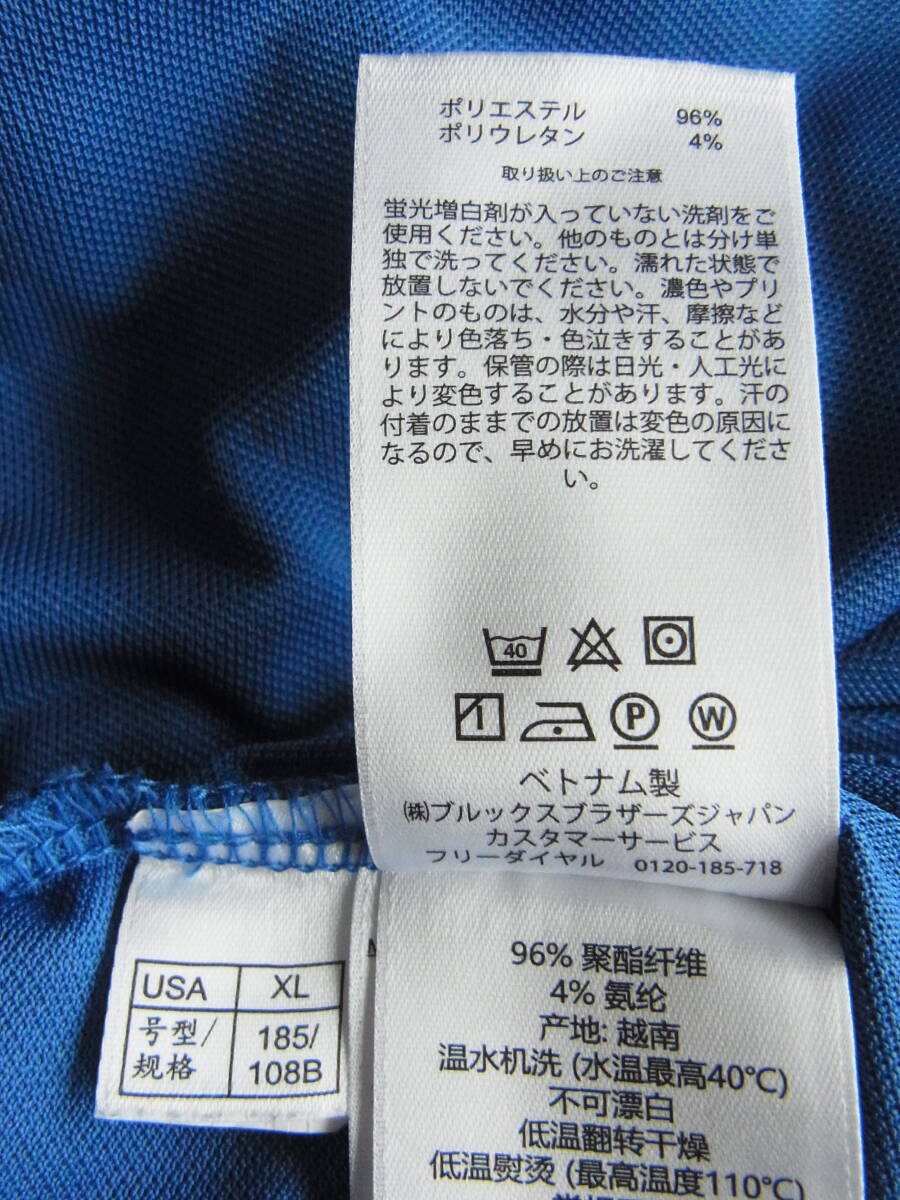 ポリエステル 96%
ポリウレタン 4%
取り扱い上のご注意
蛍光増白剤が入っていない洗剤をご
使用ください。他のものとは分け単
独で洗ってください。濡れた状態で
放置しないでください。濃色やプリ
ントのものは、水分や汗、摩擦など
により色落ち・色泣きすることがあ
ります。保管の際は日光・人工光に
より変色することがあります。汗の
付着のままでの放置は変色の原因に
なるので、早めにお洗濯してくださ
い。
40
P W
ベトナム製
㈱ブルックスブラザーズジャパン
カスタマーサービス
フリーダイヤル 0120-185-718
USA XL
号型/ 185/
规格 108B
96% 聚酯纤维
4% 氨纶
产地: 越南
温水机洗 (水温最高40℃)
不可漂白
低温翻转干燥
低温熨烫 (最高温度110℃)